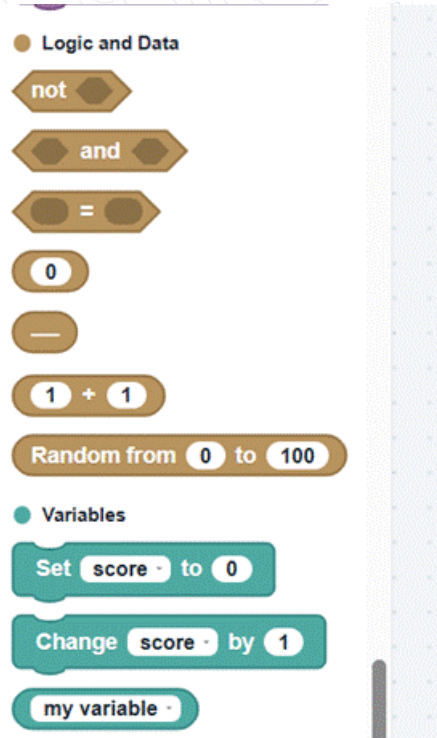 Logic and Data
not
and
=
0
1 + 1
Random from 0 to 100
Variables
Set score to 0
Change score by 1
my variable